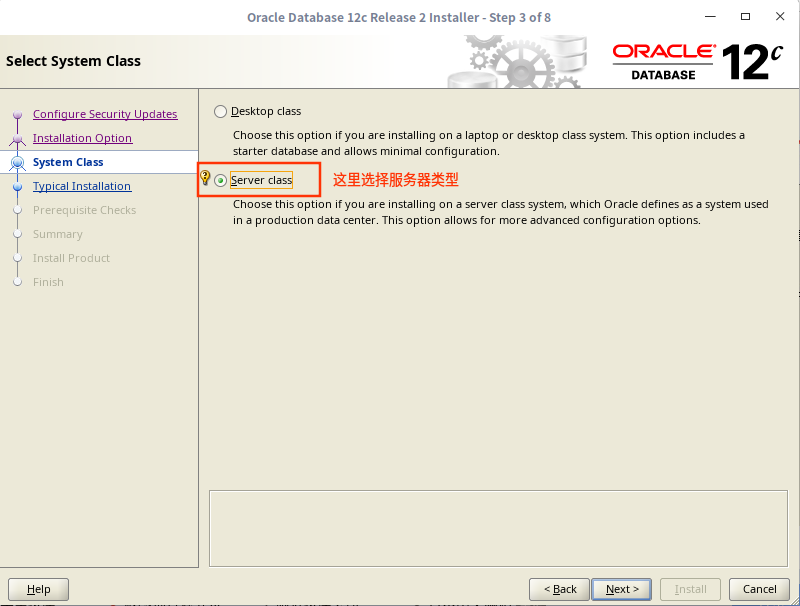 Oracle Database 12c Release 2 Installer - Step 3 of 8
Select System Class
ORACLE
DATABASE
12c
Configure Security Updates
Installation Option
System Class
Typical Installation
Prerequisite Checks
Summary
Install Product
Finish
Desktop class
Choose this option if you are installing on a laptop or desktop class system. This option includes a
starter database and allows minimal configuration.
Server class
这里选择服务器类型
Choose this option if you are installing on a server class system, which Oracle defines as a system used
in a production data center. This option allows for more advanced configuration options.
Help
< Back
Next >
Install
Cancel